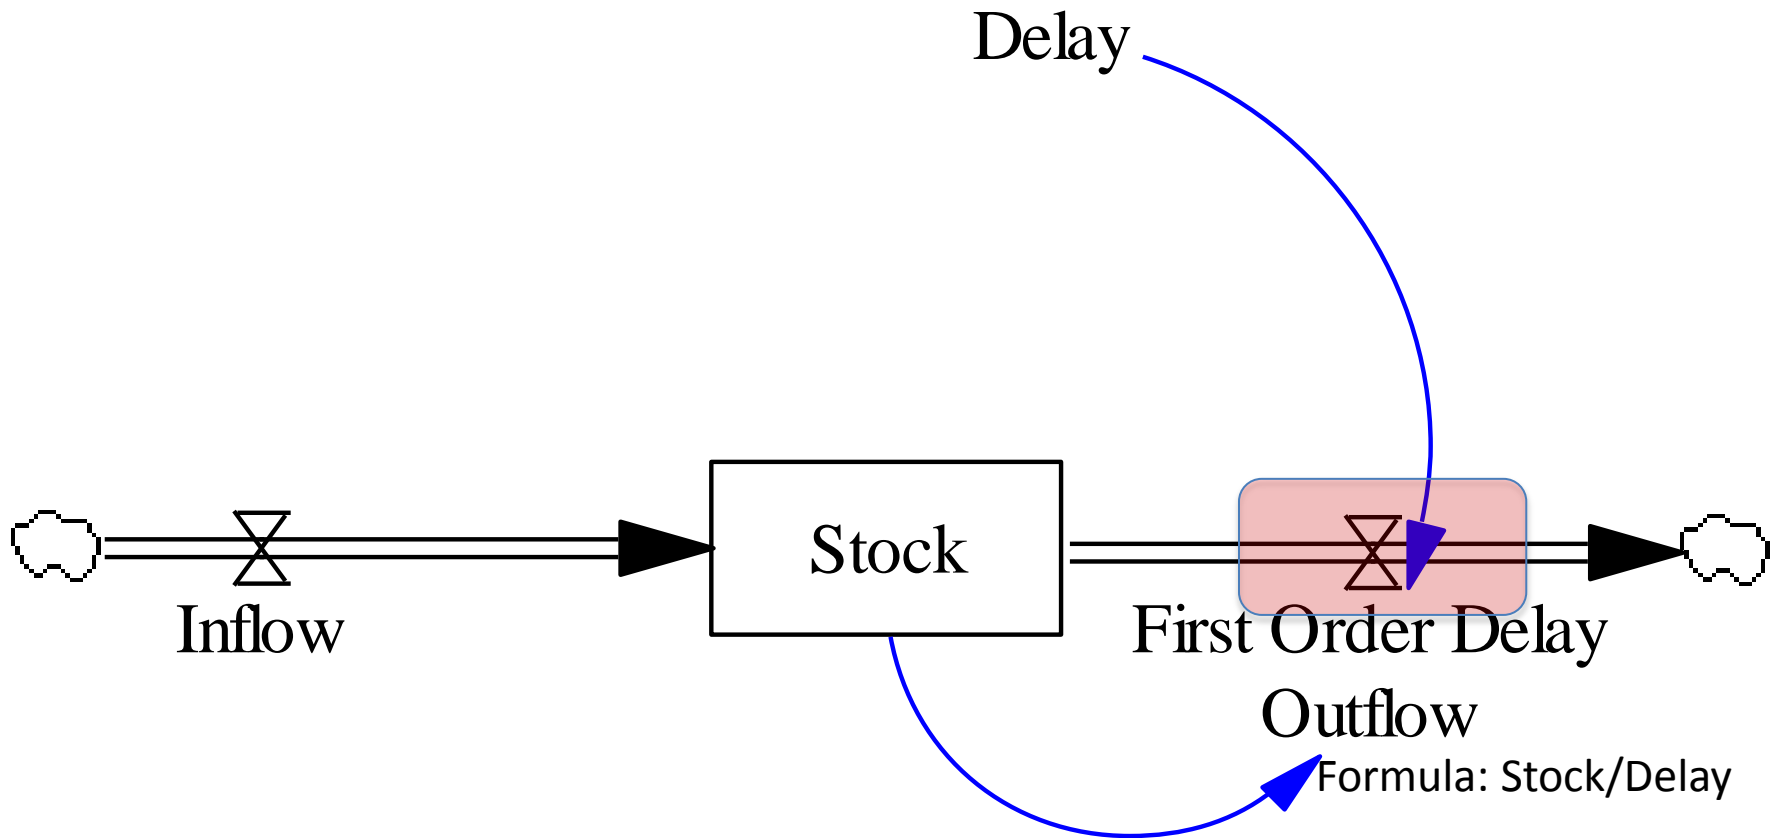 Delay
Stock
Inflow
First Order Delay
Outflow
Formula: Stock/Delay